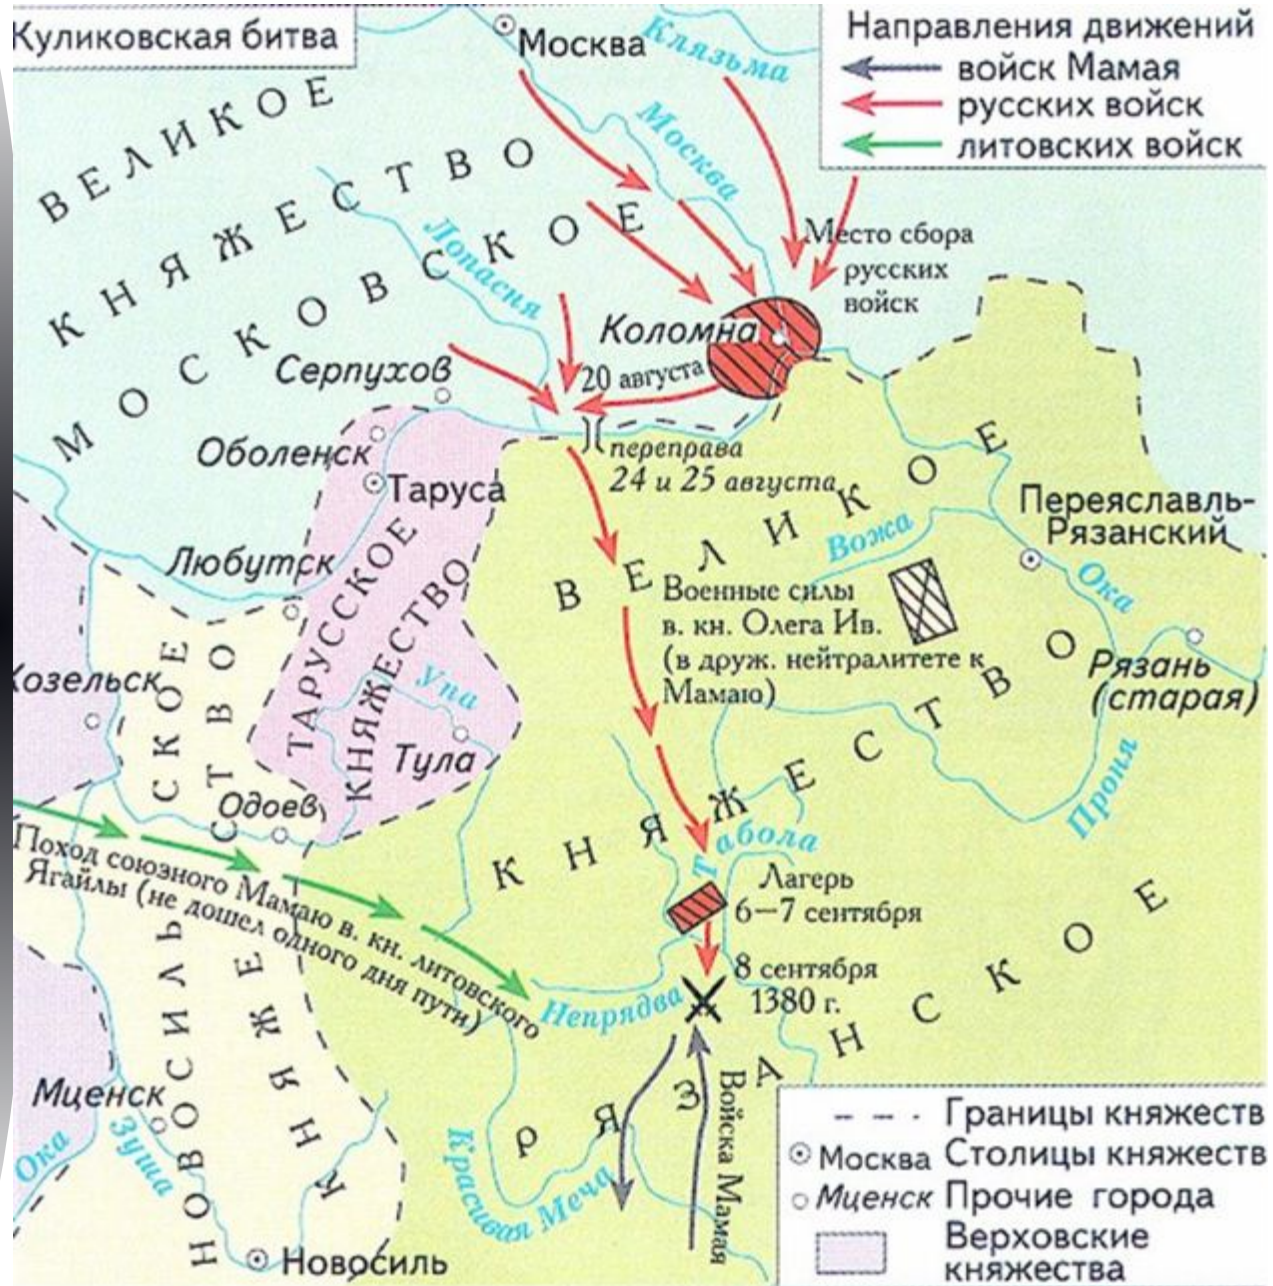 Куликовская битва
Москва
Клязьма
Направления движений
войск Мамая
русских войск
литовских войск
ВЕЛИКОЕ
КНЯЖЕСТВО
МОСКОВСКОЕ
Москва
Лопасня
Место сбора
русских
войск
Коломна
20 августа
Серпухов
Оболенск
Таруса
переправа
24 и 25 августа
ВЕЛИКОЕ
КНЯЖЕСТВО
РЯЗАНСКОЕ
Переяславль-
Рязанский
Вожа
Ока
Любутск
ТАРУССКОЕ
КНЯЖЕСТВО
Военные силы
в. кн. Олега Ив.
(в друж. нейтралитете к
Мамаю)
Рязань
(старая)
Проня
Козельск
Упа
Тула
Одоев
Табола
Лагерь
6–7 сентября
Поход союзного Мамаю в. кн. литовского
Ягайлы (не дошел одного дня пути)
8 сентября
1380 г.
Непрядва
НОВОСИЛЬСКОЕ
КНЯЖЕСТВО
Мценск
Зуша
Ока
Красивая Меча
Войска Мамая
Новосиль
Границы княжеств
Москва Столицы княжеств
Мценск Прочие города
Верховские
княжества